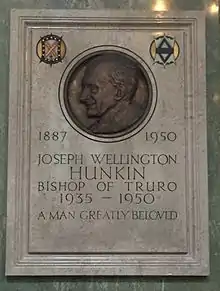 1887 1950
JOSEPH WELLINGTON
HUNKIN
BISHOP OF TRURO
1935 – 1950
A MAN GREATLY BELOVED